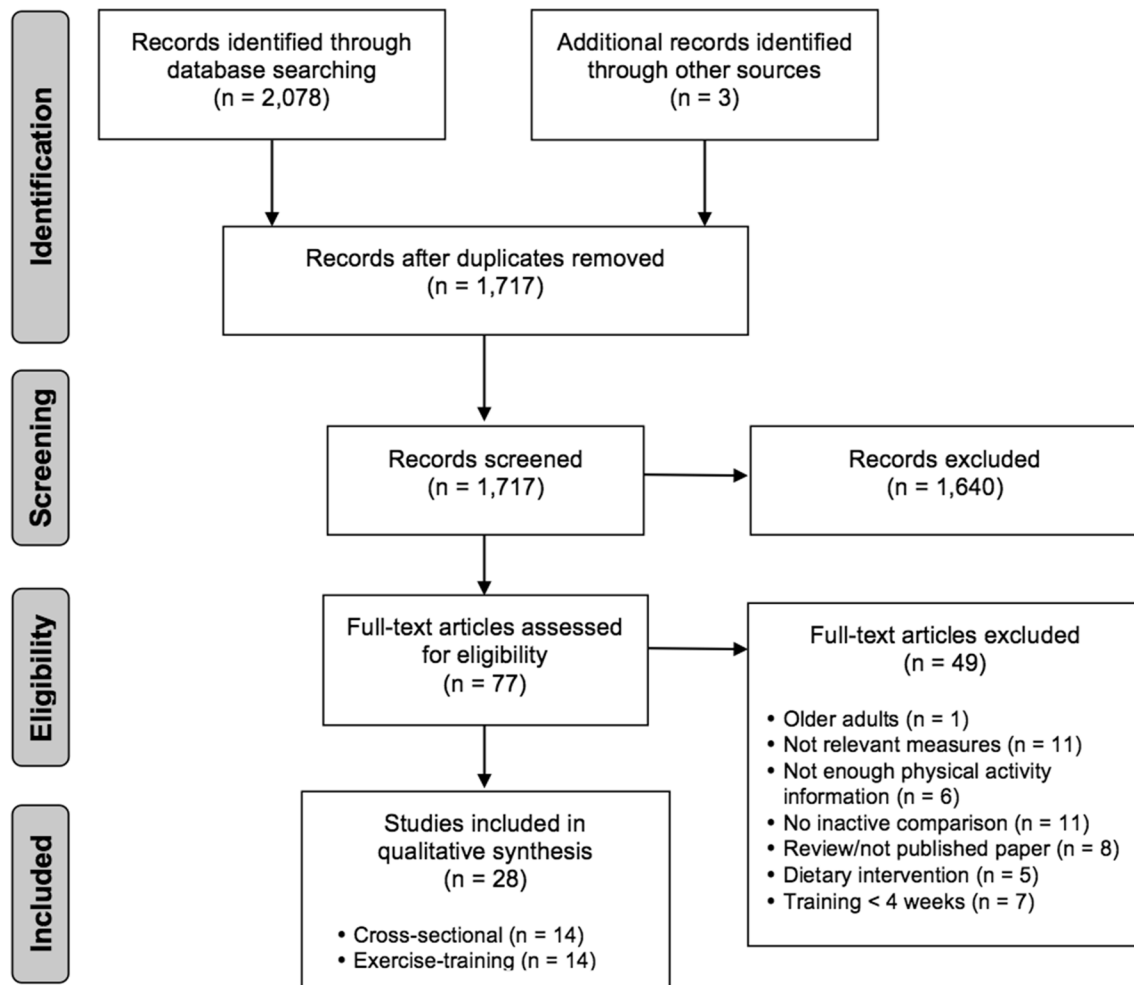 Identification
Records identified through
database searching
(n = 2,078)
Additional records identified
through other sources
(n = 3)
Records after duplicates removed
(n = 1,717)
Screening
Records screened
(n = 1,717)
Records excluded
(n = 1,640)
Eligibility
Full-text articles assessed
for eligibility
(n = 77)
Full-text articles excluded
(n = 49)
• Older adults (n = 1)
• Not relevant measures (n = 11)
• Not enough physical activity
information (n = 6)
• No inactive comparison (n = 11)
• Review/not published paper (n = 8)
• Dietary intervention (n = 5)
• Training < 4 weeks (n = 7)
Included
Studies included in
qualitative synthesis
(n = 28)
• Cross-sectional (n = 14)
• Exercise-training (n = 14)